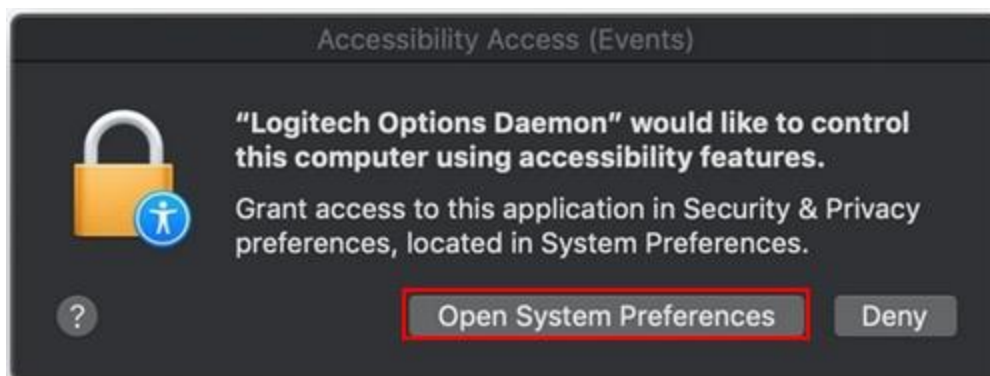 Accessibility Access (Events)
“Logitech Options Daemon” would like to control
this computer using accessibility features.
Grant access to this application in Security & Privacy
preferences, located in System Preferences.
?
Open System Preferences
Deny